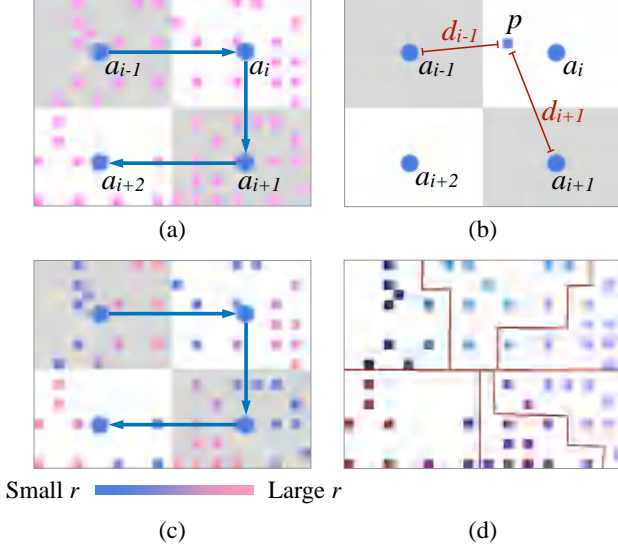 a_{i-1} a_i
a_{i+2} a_{i+1}
(a)
p
d_{i-1}
a_{i-1} a_i
d_{i+1}
a_{i+2} a_{i+1}
(b)
Small r Large r
(c)
(d)